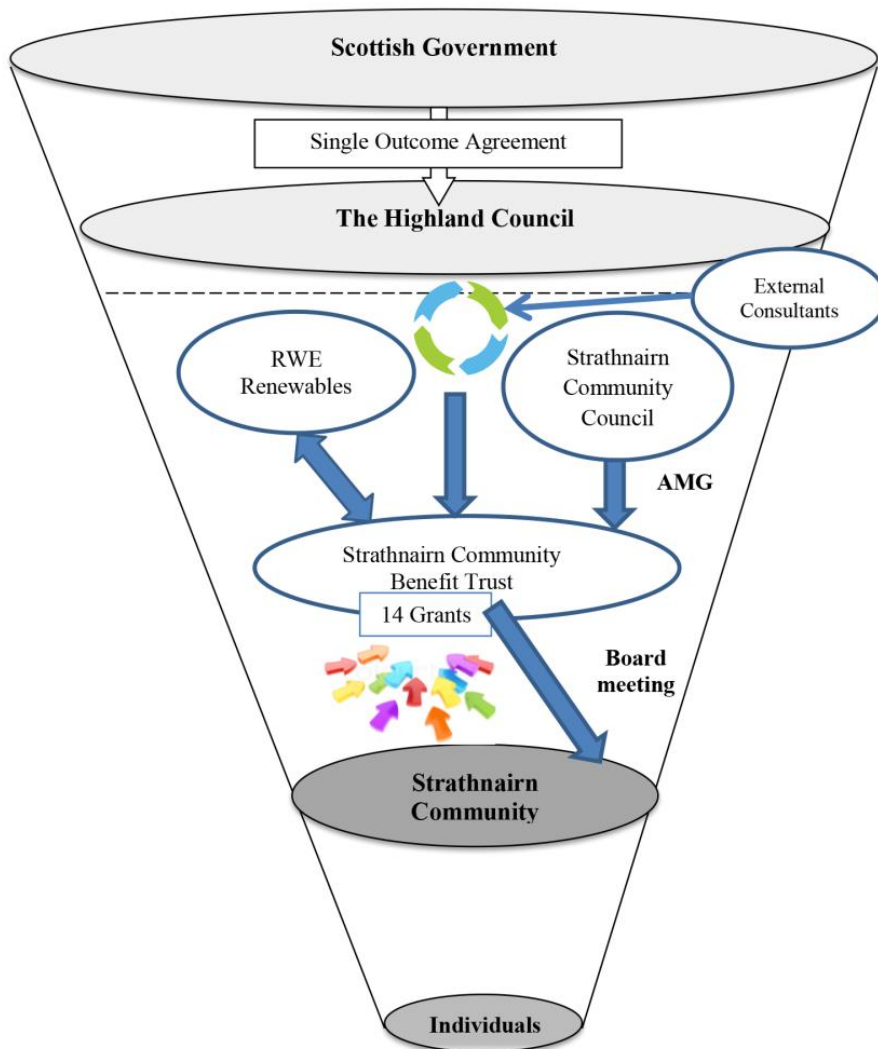 Scottish Government
Single Outcome Agreement
The Highland Council
External
Consultants
RWE
Renewables
Strathnairn
Community
Council
AMG
Strathnairn Community
Benefit Trust
14 Grants
Board
meeting
Strathnairn
Community
Individuals